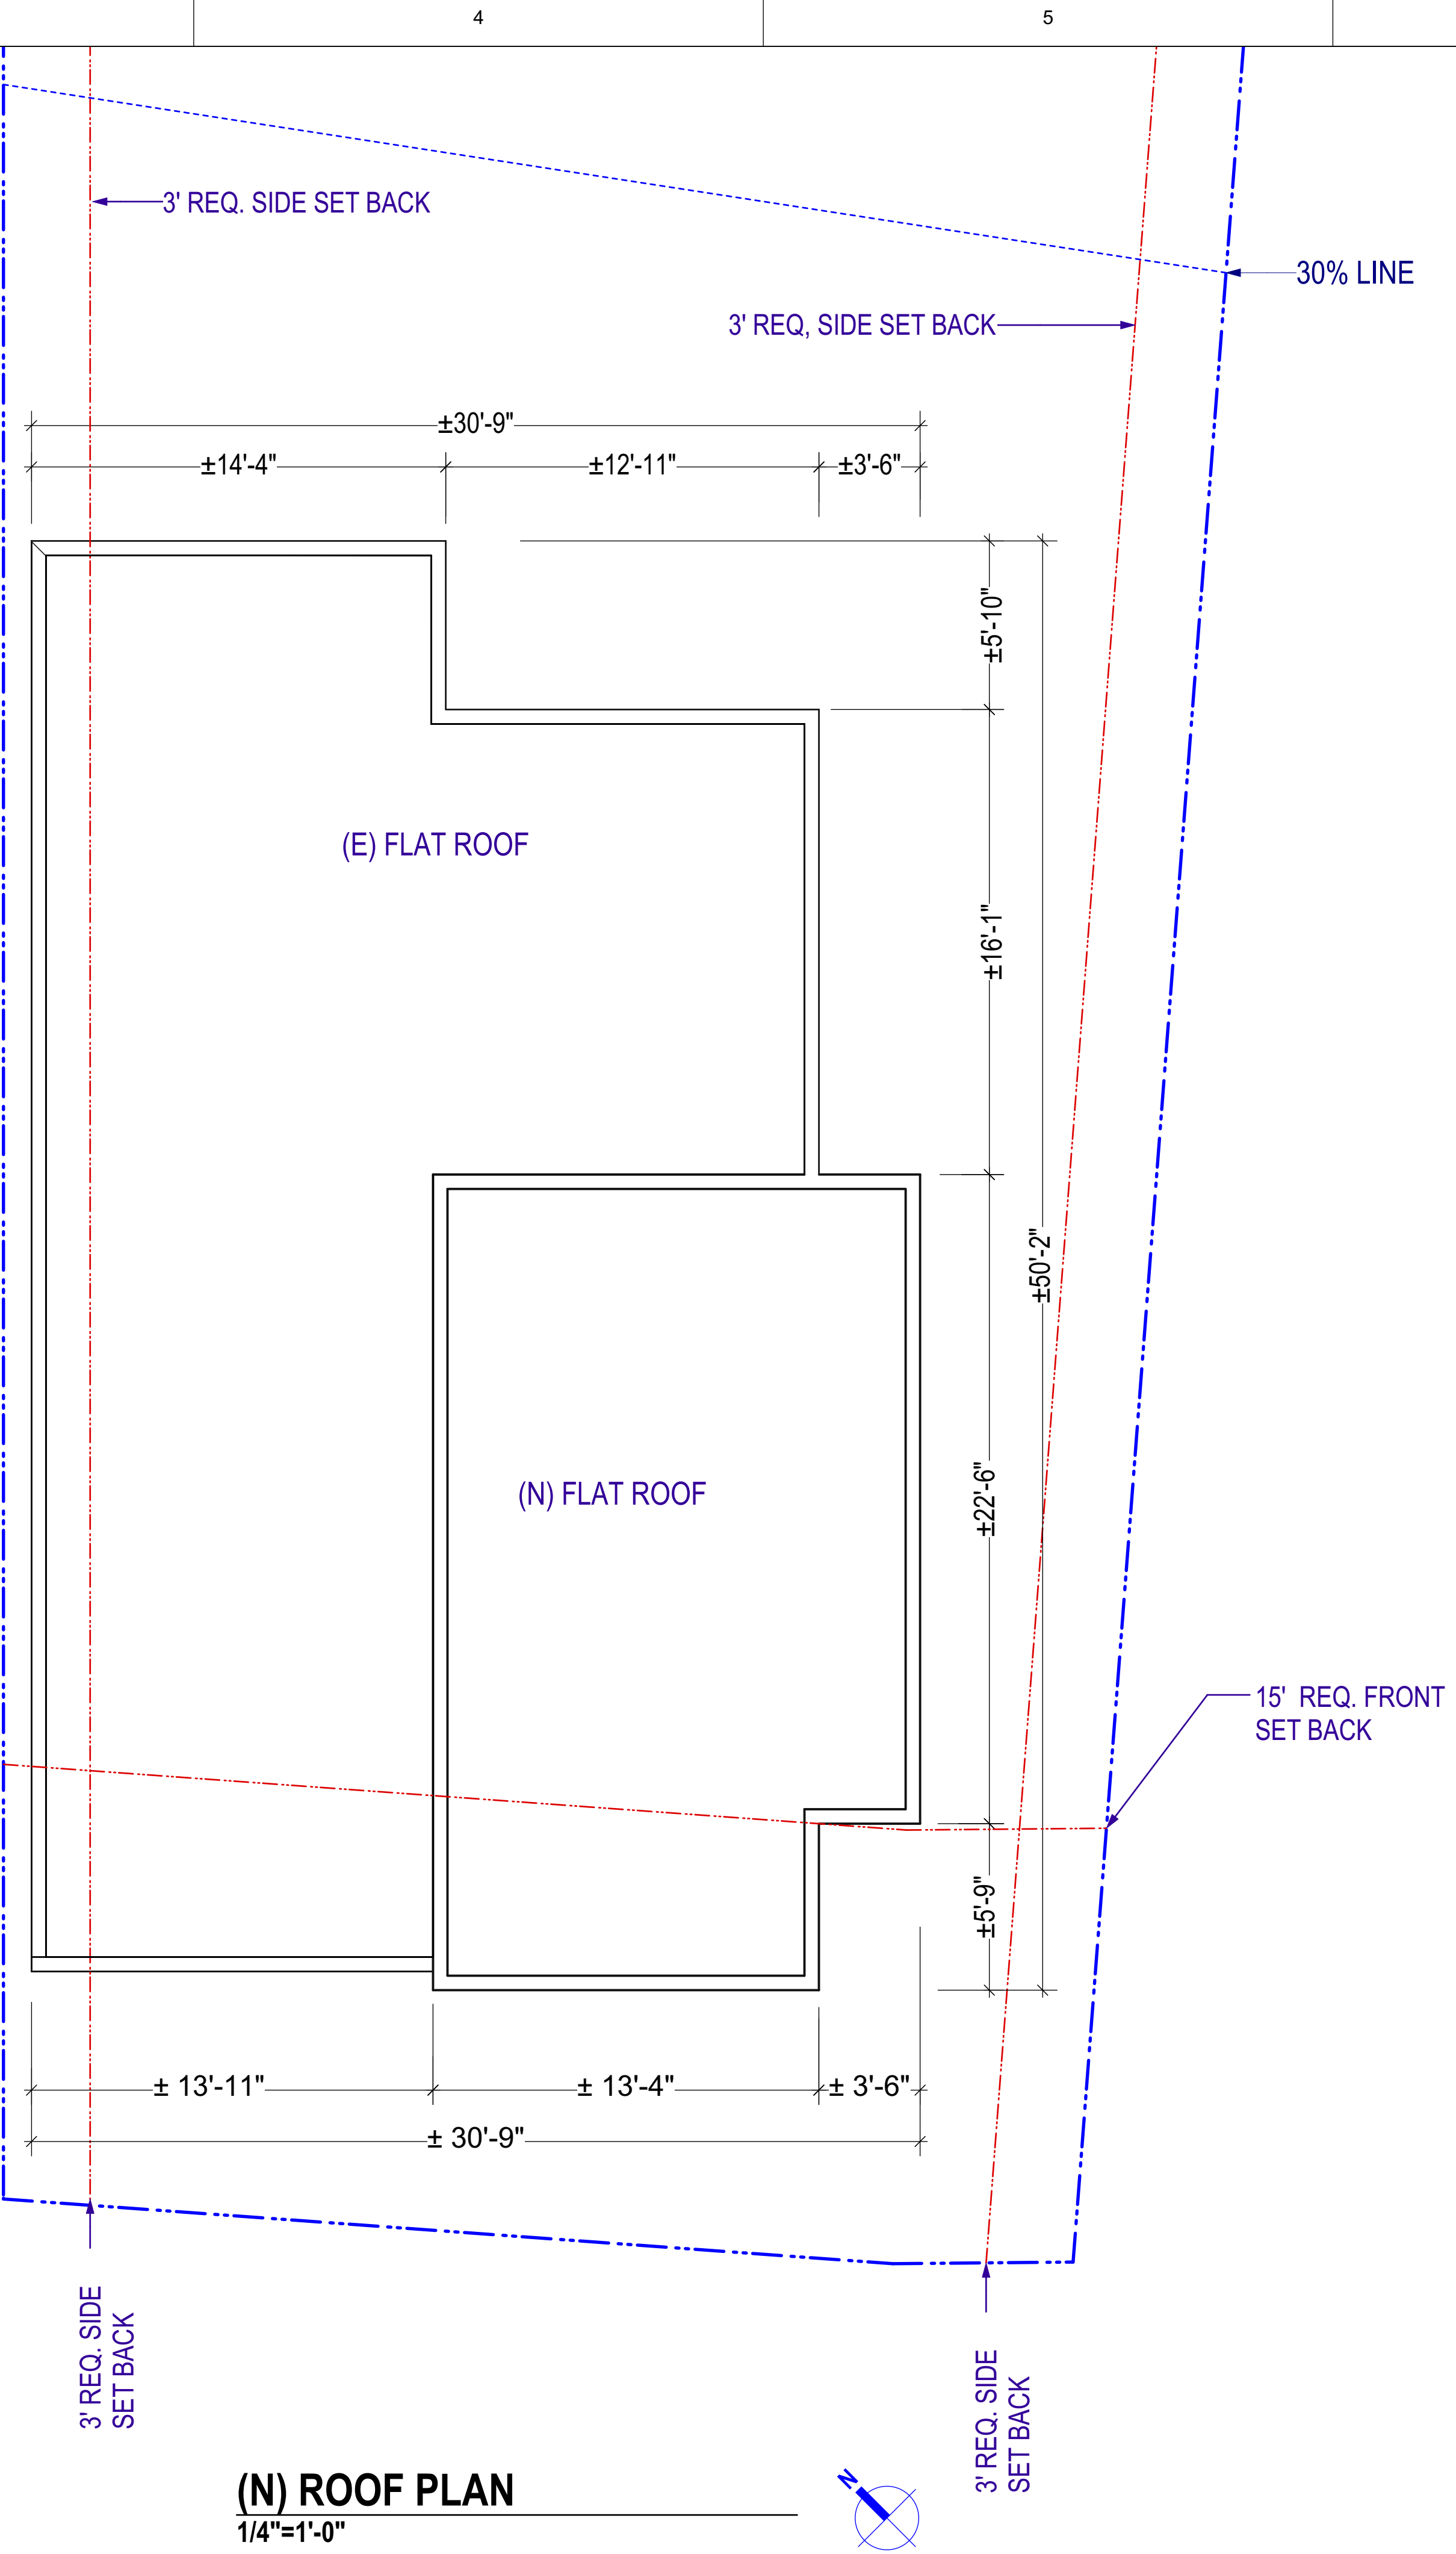 4
5
3' REQ. SIDE SET BACK
30% LINE
3' REQ, SIDE SET BACK
±30'-9"
±14'-4"
±12'-11"
±3'-6"
±5'-10"
(E) FLAT ROOF
±16'-1"
±50'-2"
(N) FLAT ROOF
±22'-6"
15' REQ. FRONT
SET BACK
±5'-9"
± 13'-11"
± 13'-4"
± 3'-6"
± 30'-9"
3' REQ. SIDE
SET BACK
3' REQ. SIDE
SET BACK
(N) ROOF PLAN
1/4"=1'-0"
N